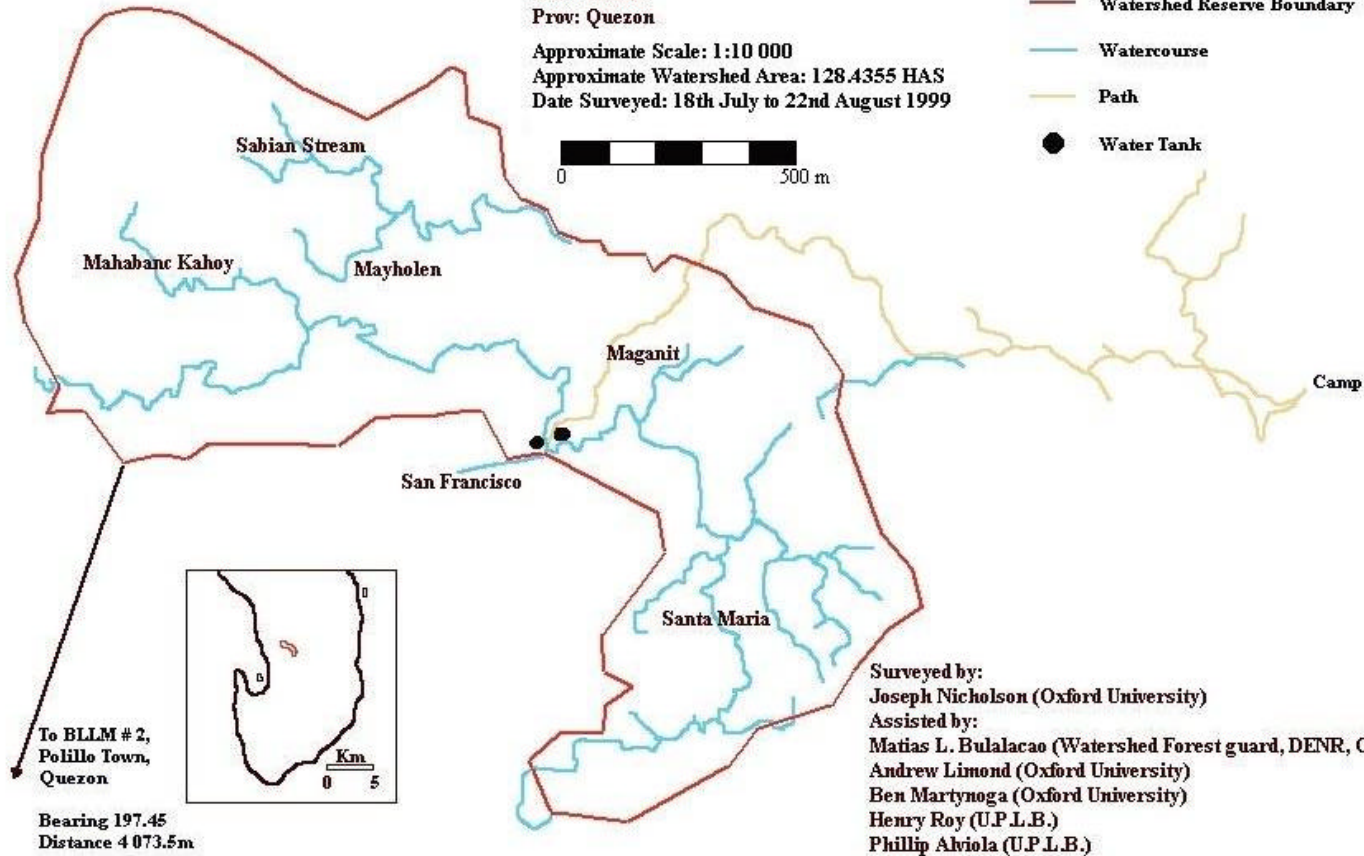 Prov: Quezon
Approximate Scale: 1:10 000
Approximate Watershed Area: 128.4355 HAS
Date Surveyed: 18th July to 22nd August 1999
0 500 m
Watershed Reserve Boundary
Watercourse
Path
Water Tank
Sabian Stream
Mahabanc Kahoy
Mayholen
Maganit
Camp
San Francisco
Santa Maria
To BLLM # 2,
Polillo Town,
Quezon
Bearing 197.45
Distance 4 073.5m
Km
0 5
Surveyed by:
Joseph Nicholson (Oxford University)
Assisted by:
Matias L. Bulalacao (Watershed Forest guard, DENR,
Andrew Limond (Oxford University)
Ben Martynoga (Oxford University)
Henry Roy (U.P.L.B.)
Phillip Alviola (U.P.L.B.)